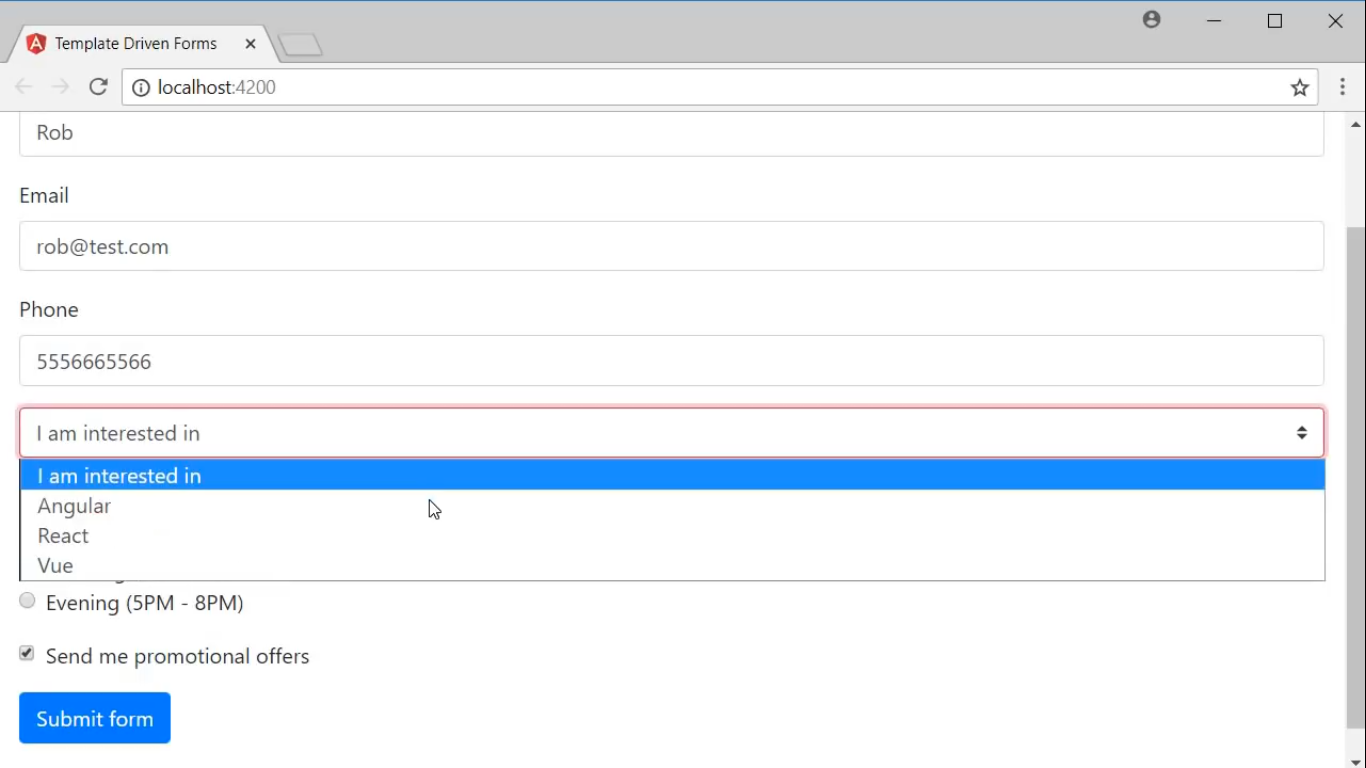 Template Driven Forms
localhost:4200
Rob
Email
rob@test.com
Phone
5556665566
I am interested in
I am interested in
Angular
React
Vue
Evening (5PM - 8PM)
Send me promotional offers
Submit form